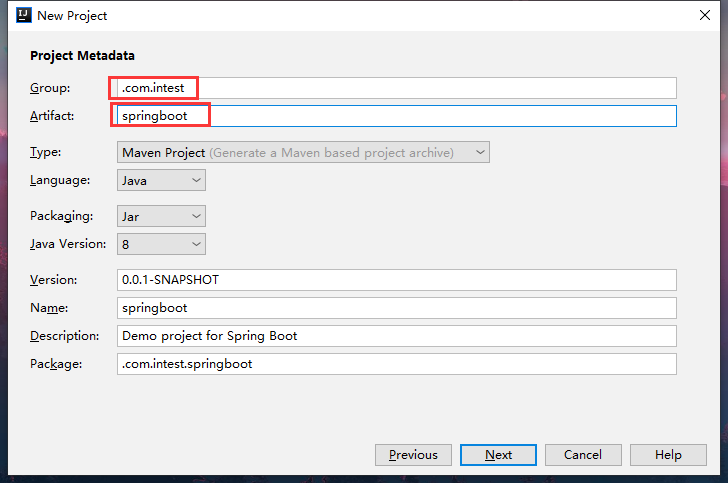 IJ New Project
Project Metadata
Group: .com.intest
Artifact: springboot
Type: Maven Project (Generate a Maven based project archive)
Language: Java
Packaging: Jar
Java Version: 8
Version: 0.0.1-SNAPSHOT
Name: springboot
Description: Demo project for Spring Boot
Package: .com.intest.springboot
Previous Next Cancel Help